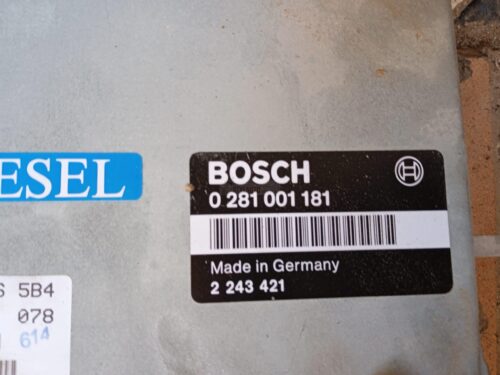 BOSCH
0 281 001 181
ESEL
Made in Germany
2 243 421
5B4
078
614